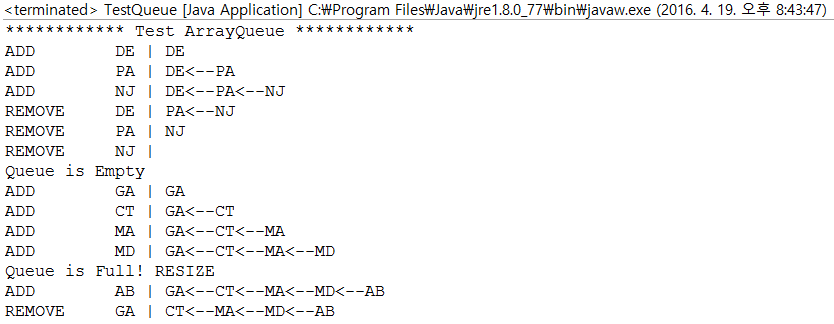 <terminated> TestQueue [Java Application] C:₩Program Files₩Java₩jre1.8.0_77₩bin₩javaw.exe (2016. 4. 19. 오후 8:43:47)
************ Test ArrayQueue ************
ADD        DE | DE
ADD        PA | DE<--PA
ADD        NJ | DE<--PA<--NJ
REMOVE     DE | PA<--NJ
REMOVE     PA | NJ
REMOVE     NJ |
Queue is Empty
ADD        GA | GA
ADD        CT | GA<--CT
ADD        MA | GA<--CT<--MA
ADD        MD | GA<--CT<--MA<--MD
Queue is Full! RESIZE
ADD        AB | GA<--CT<--MA<--MD<--AB
REMOVE     GA | CT<--MA<--MD<--AB